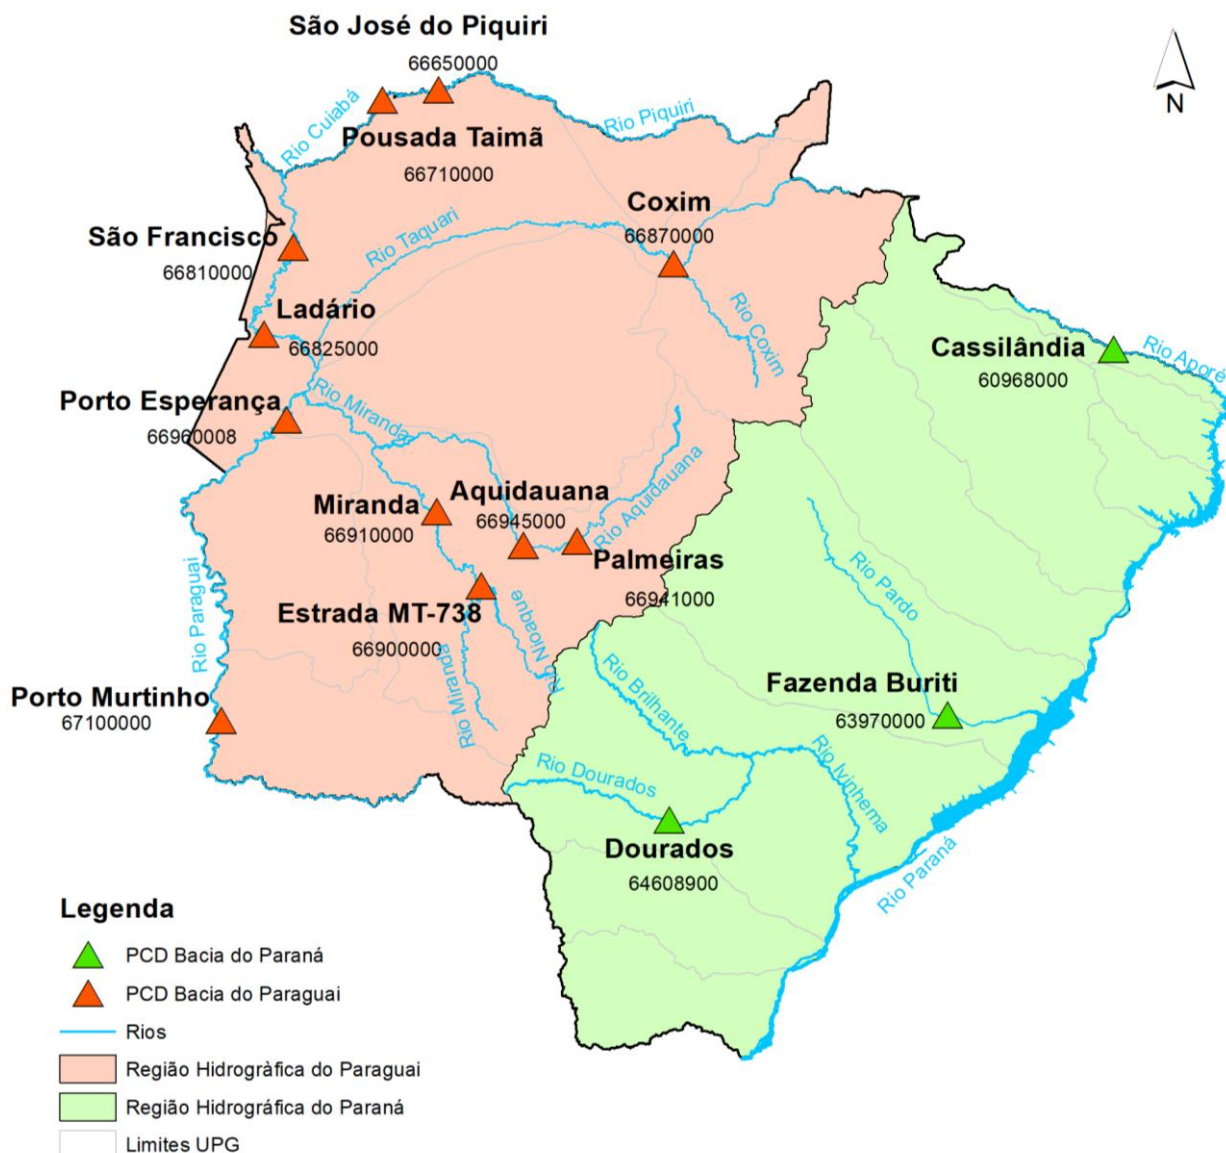 São José do Piquiri
66650000
N
Rio Cuiabá
Rio Piquiri
Pousada Taimã
66710000
Coxim
66870000
São Francisco
66810000
Rio Taquari
Ladário
66825000
Rio Coxim
Cassilândia
60968000
Rio Aporé
Porto Esperança
66960008
Rio Miranda
Miranda
66910000
Aquidauana
66945000
Rio Aquidauana
Palmeiras
66941000
Rio Paraguai
Estrada MT-738
66900000
Rio Nioaque
Rio Miranda
Rio Pardo
Rio Brilhante
Fazenda Buriti
63970000
Porto Murtinho
67100000
Rio Dourados
Rio Ivinhema
Dourados
64608900
Rio Paraná
Legenda
PCD Bacia do Paraná
PCD Bacia do Paraguai
Rios
Região Hidrogràfica do Paraguai
Região Hidrográfica do Paraná
Limites UPG